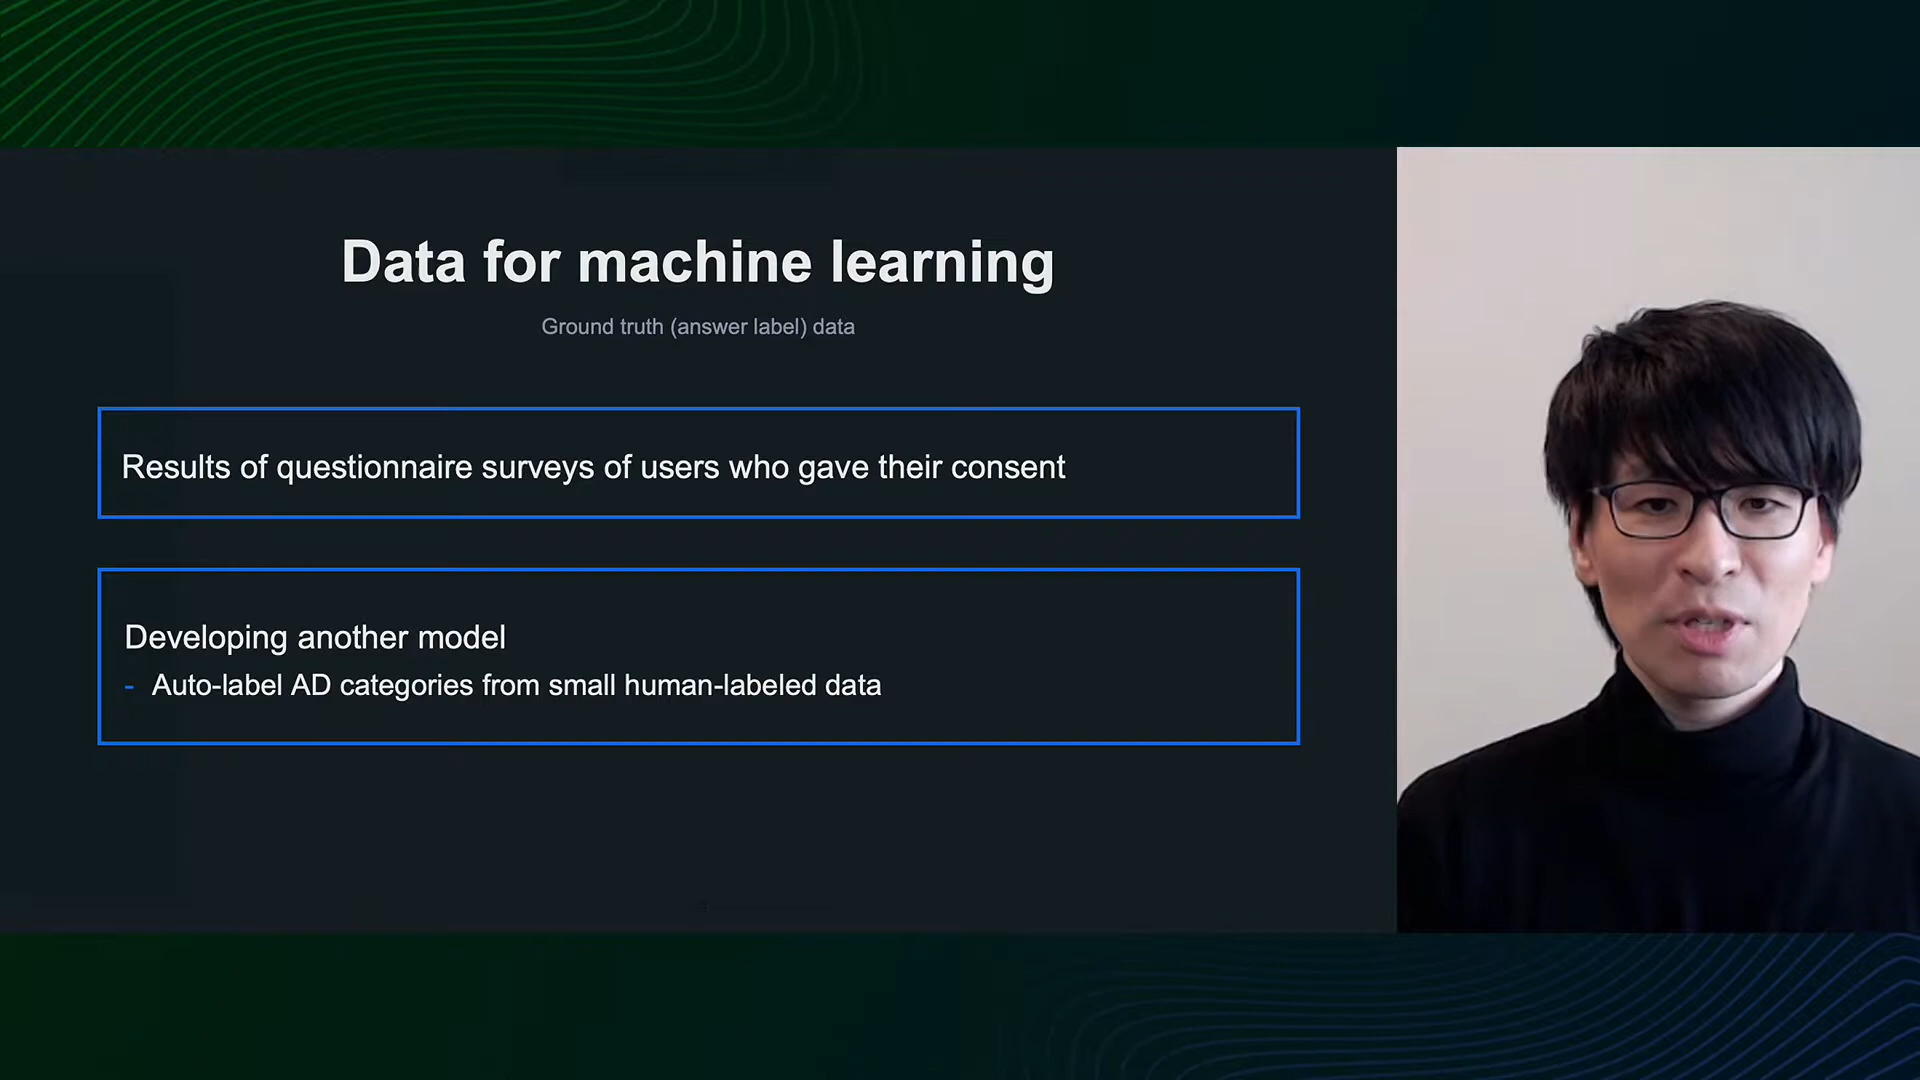 Data for machine learning
Ground truth (answer label) data
Results of questionnaire surveys of users who gave their consent
Developing another model
- Auto-label AD categories from small human-labeled data